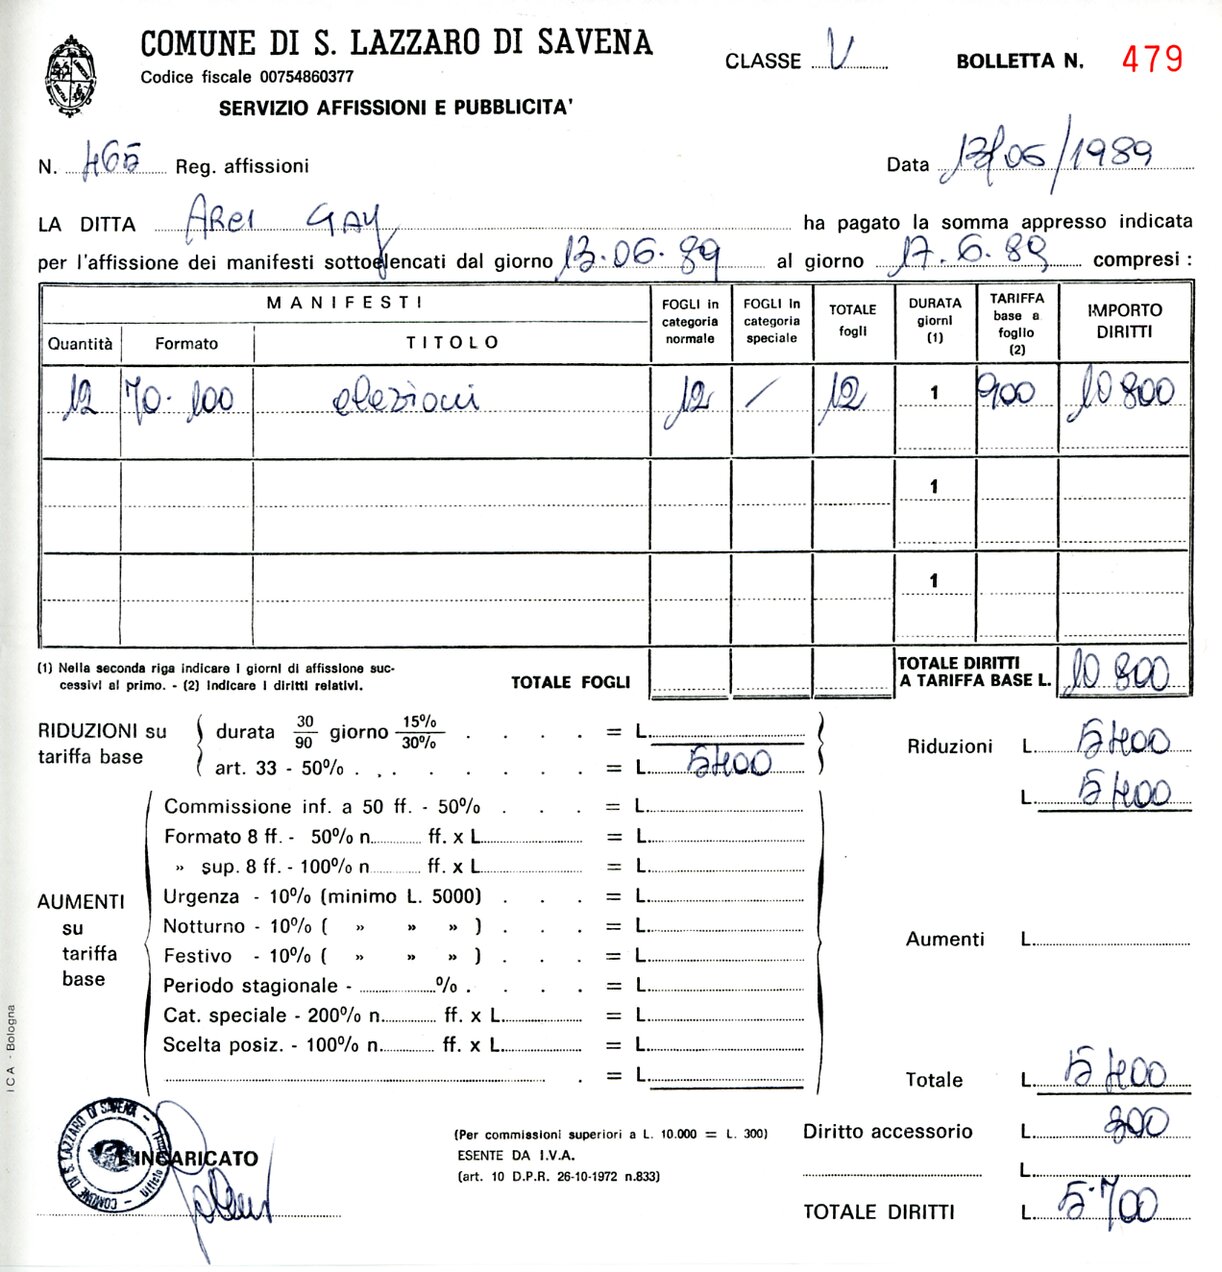 COMUNE DI S. LAZZARO DI SAVENA
Codice fiscale 00754860377
SERVIZIO AFFISSIONI E PUBBLICITA'
CLASSE V
BOLLETTA N. 479
N. 465 Reg. affissioni
Data 13/06/1989
LA DITTA ARCI GAY ha pagato la somma appresso indicata
per l'affissione dei manifesti sottoelencati dal giorno 13.06.89 al giorno 17.6.89 compresi :
MANIFESTI
Quantità Formato TITOLO
FOGLI in categoria normale
FOGLI in categoria speciale
TOTALE fogli
DURATA giorni (1)
TARIFFA base a foglio (2)
IMPORTO DIRITTI
12 70.100 elezioni 12 / 12 1 900 10800
1
1
(1) Nella seconda riga indicare i giorni di affissione suc-
cessivi al primo. - (2) Indicare i diritti relativi.
TOTALE FOGLI
TOTALE DIRITTI
A TARIFFA BASE L. 10 800
RIDUZIONI su
tariffa base
durata 30/90 giorno 15%/30% . . . . = L.
art. 33 - 50% . . . . . . . = L. 5400
Riduzioni L. 5400
L. 5400
AUMENTI
su
tariffa
base
Commissione inf. a 50 ff. - 50% . . . = L.
Formato 8 ff. - 50% n. ff. x L. = L.
» sup. 8 ff. - 100% n. ff. x L. = L.
Urgenza - 10% (minimo L. 5000) . . . = L.
Notturno - 10% ( » » » ) . . . = L.
Festivo - 10% ( » » » ) . . . = L.
Periodo stagionale - % . . . . = L.
Cat. speciale - 200% n. ff. x L. = L.
Scelta posiz. - 100% n. ff. x L. = L.
. = L.
Aumenti L.
Totale L. 5400
ICA - Bologna
COMUNE DI S. LAZZARO DI SAVENA
L'INCARICATO
(Per commissioni superiori a L. 10.000 = L. 300)
ESENTE DA I.V.A.
(art. 10 D.P.R. 26-10-1972 n.633)
Diritto accessorio L. 300
L.
TOTALE DIRITTI L. 5.700